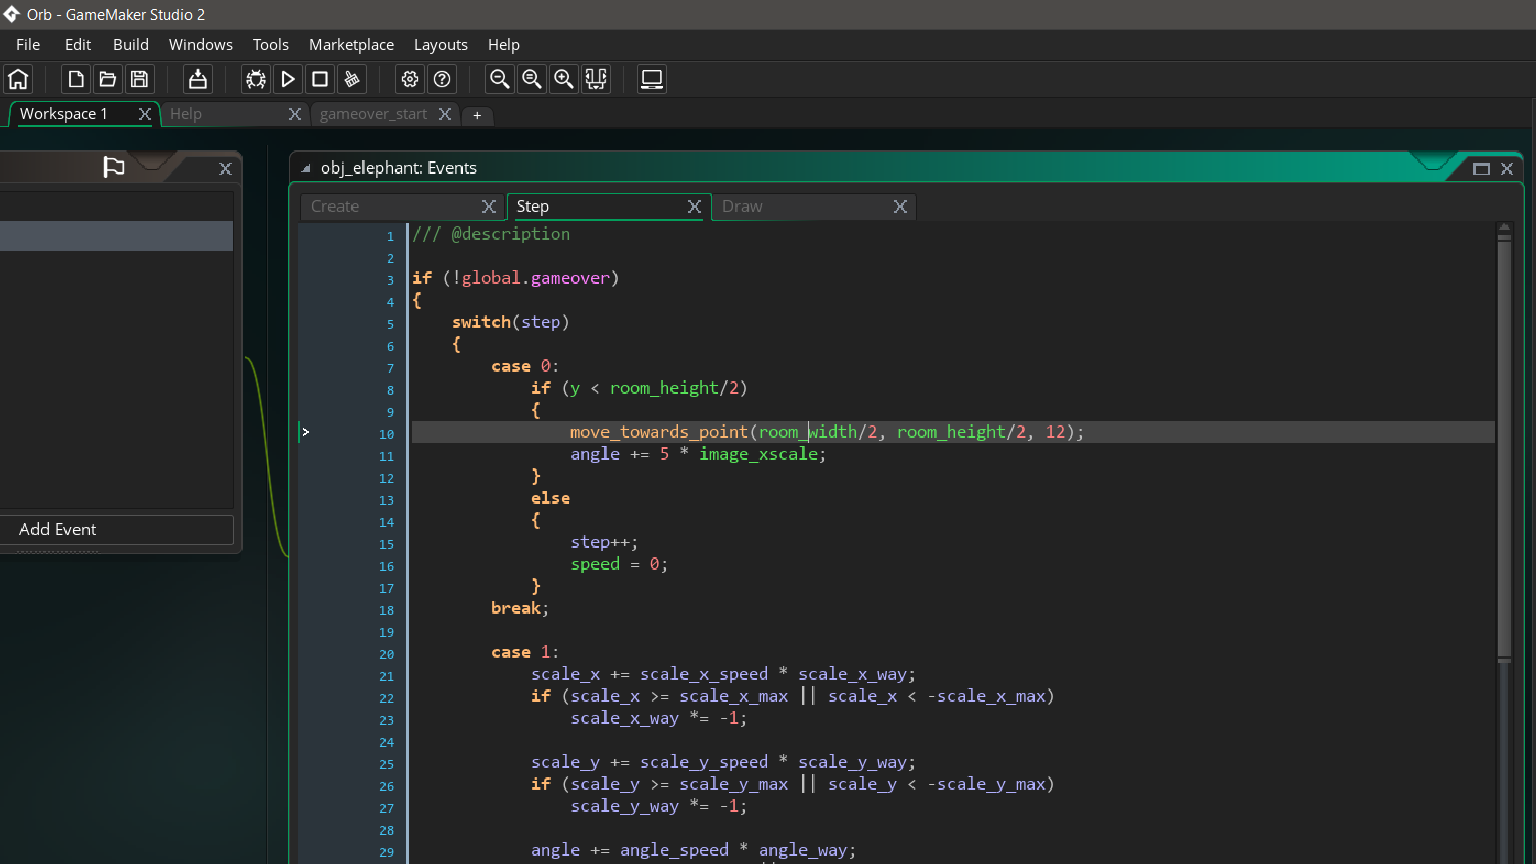 Orb - GameMaker Studio 2
File Edit Build Windows Tools Marketplace Layouts Help
Workspace 1 Help gameover_start +
obj_elephant: Events
Create Step Draw
1 /// @description
2
3 if (!global.gameover)
4 {
5 switch(step)
6 {
7 case 0:
8 if (y < room_height/2)
9 {
10 move_towards_point(room_width/2, room_height/2, 12);
11 angle += 5 * image_xscale;
12 }
13 else
14 {
15 step++;
16 speed = 0;
17 }
18 break;
19
20 case 1:
21 scale_x += scale_x_speed * scale_x_way;
22 if (scale_x >= scale_x_max || scale_x < -scale_x_max)
23 scale_x_way *= -1;
24
25 scale_y += scale_y_speed * scale_y_way;
26 if (scale_y >= scale_y_max || scale_y < -scale_y_max)
27 scale_y_way *= -1;
28
29 angle += angle_speed * angle_way;
Add Event